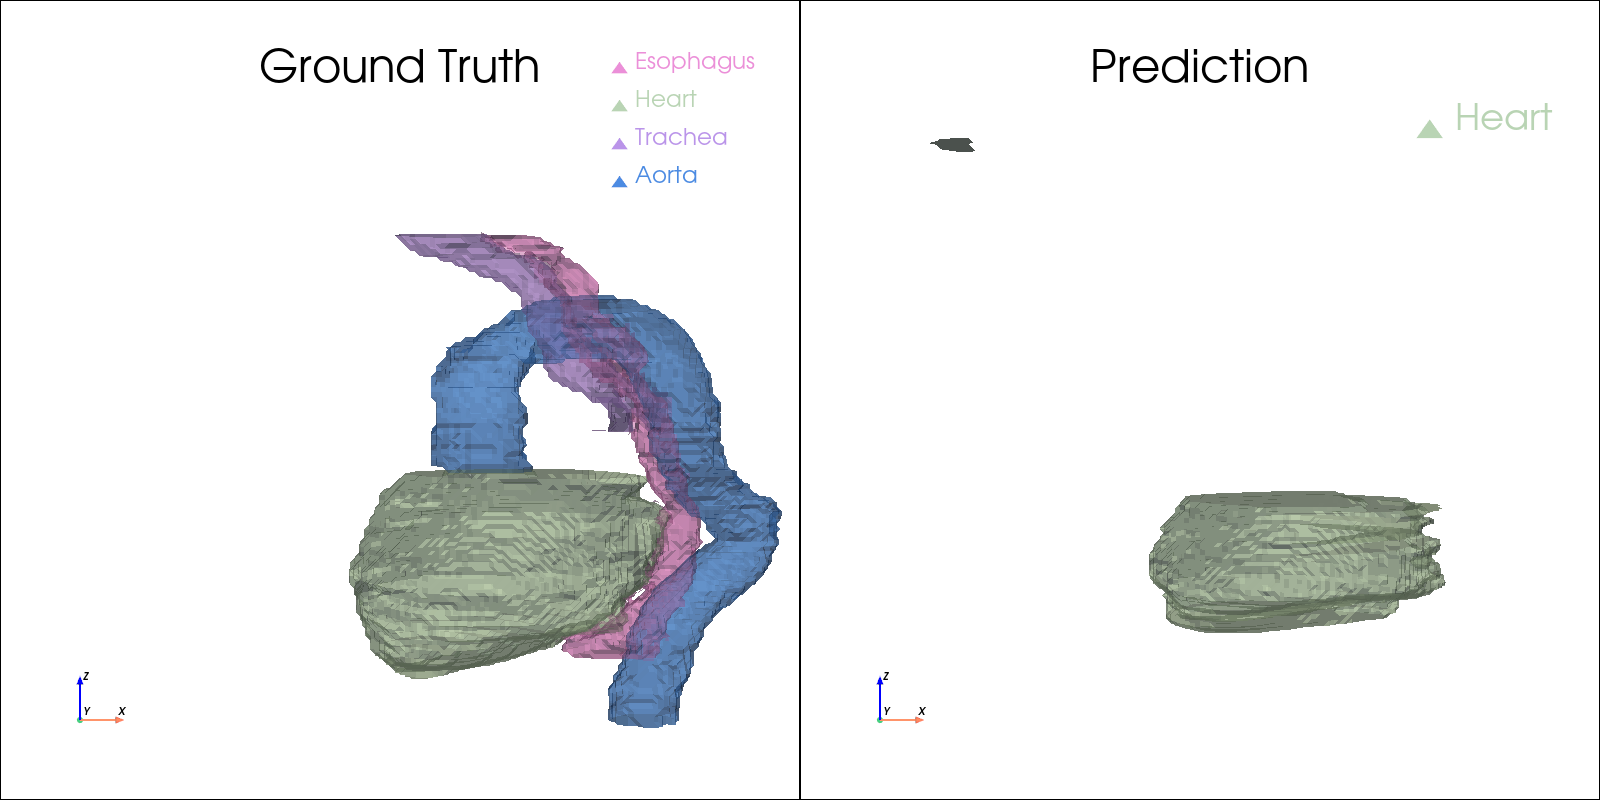 Ground Truth
Esophagus
Heart
Trachea
Aorta
Z
Y X
Prediction
Heart
Z
Y X